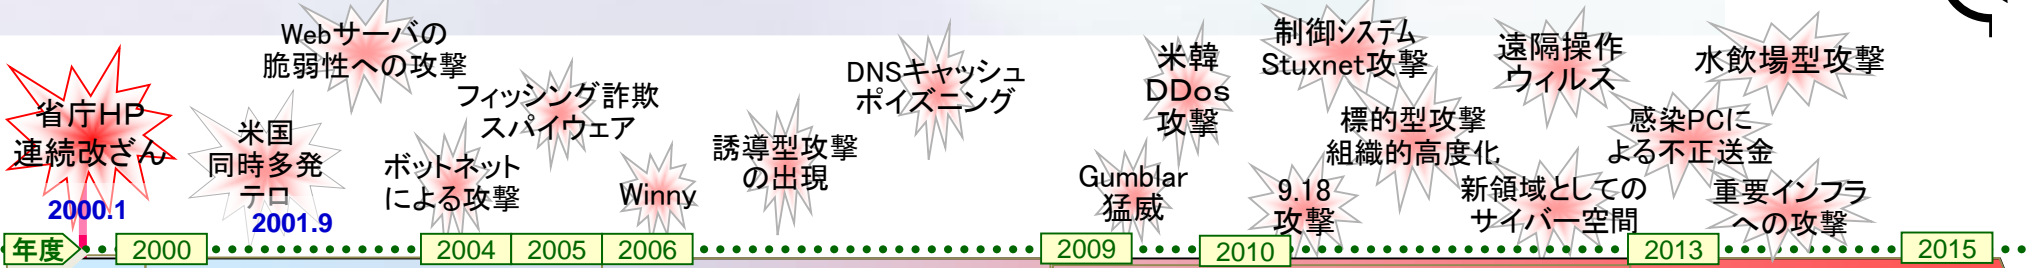 省庁HP
連続改ざん
2000.1
Webサーバの
脆弱性への攻撃
米国
同時多発
テロ
2001.9
ボットネット
による攻撃
フィッシング詐欺
スパイウェア
Winny
誘導型攻撃
の出現
DNSキャッシュ
ポイズニング
Gumblar
猛威
米韓
DDos
攻撃
制御システム
Stuxnet攻撃
9.18
攻撃
標的型攻撃
組織的高度化
遠隔操作
ウィルス
新領域としての
サイバー空間
感染PCに
よる不正送金
水飲場型攻撃
重要インフラ
への攻撃
年度
2000
2004
2005
2006
2009
2010
2013
2015